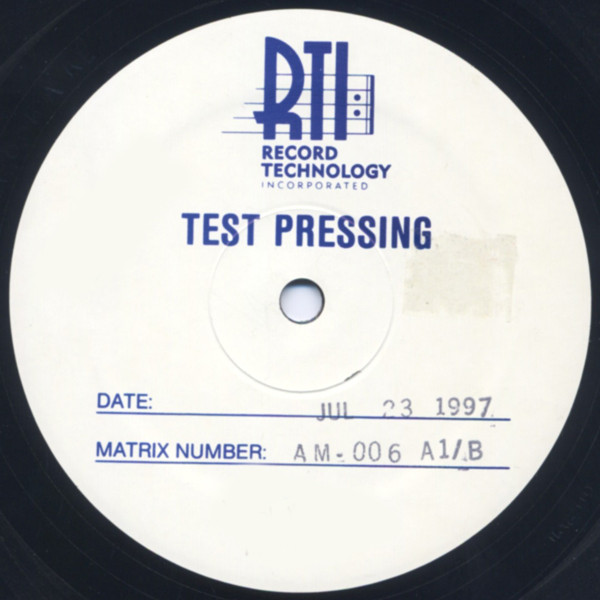 RTI
RECORD
TECHNOLOGY
INCORPORATED
TEST PRESSING
DATE: JUL 23 1997
MATRIX NUMBER: AM-006 A1/B